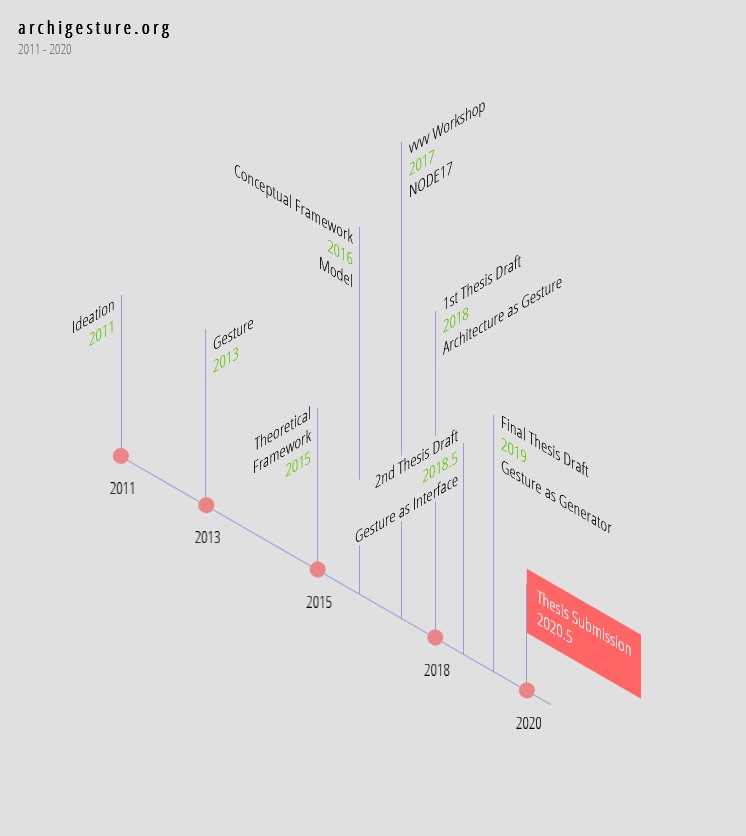 archigesture.org
2011 - 2020
vvvv Workshop
2017
NODE17
Conceptual Framework
2016
Model
1st Thesis Draft
2018
Architecture as Gesture
Ideation
2011
Gesture
2013
Theoretical
Framework
2015
2nd Thesis Draft
2018.5
Gesture as Interface
Final Thesis Draft
2019
Gesture as Generator
Thesis Submission
2020.5
2011
2013
2015
2018
2020